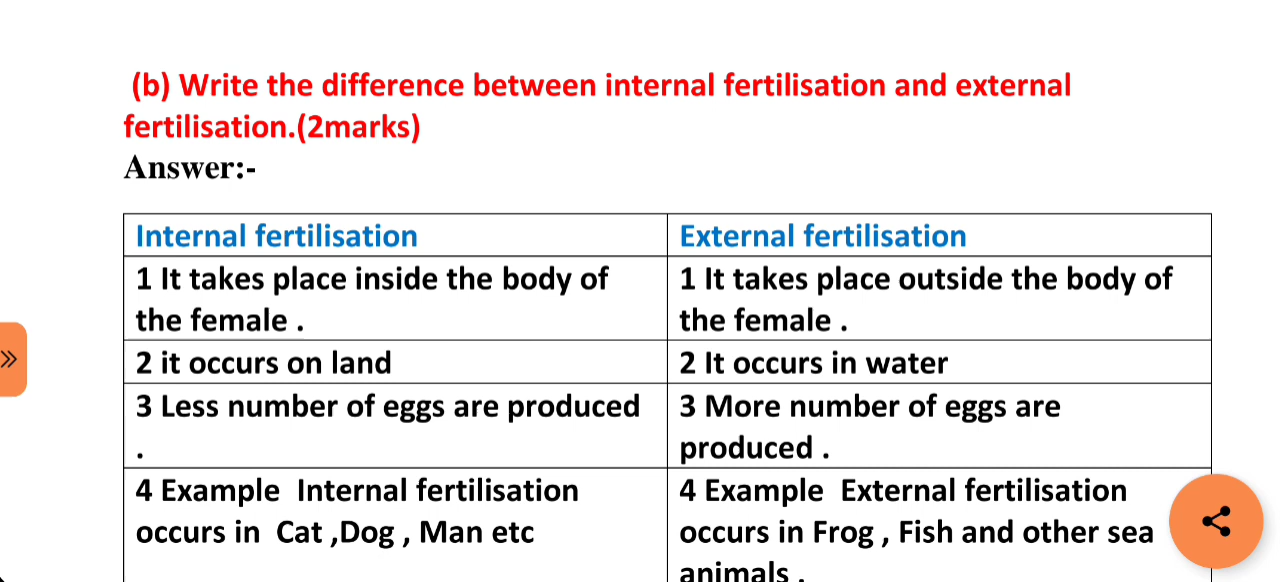 (b) Write the difference between internal fertilisation and external
fertilisation.(2marks)
Answer:-
Internal fertilisation
External fertilisation
1 It takes place inside the body of
the female .
1 It takes place outside the body of
the female .
2 it occurs on land
2 It occurs in water
3 Less number of eggs are produced
.
3 More number of eggs are
produced .
4 Example  Internal fertilisation
occurs in  Cat ,Dog , Man etc
4 Example  External fertilisation
occurs in Frog , Fish and other sea
animals .